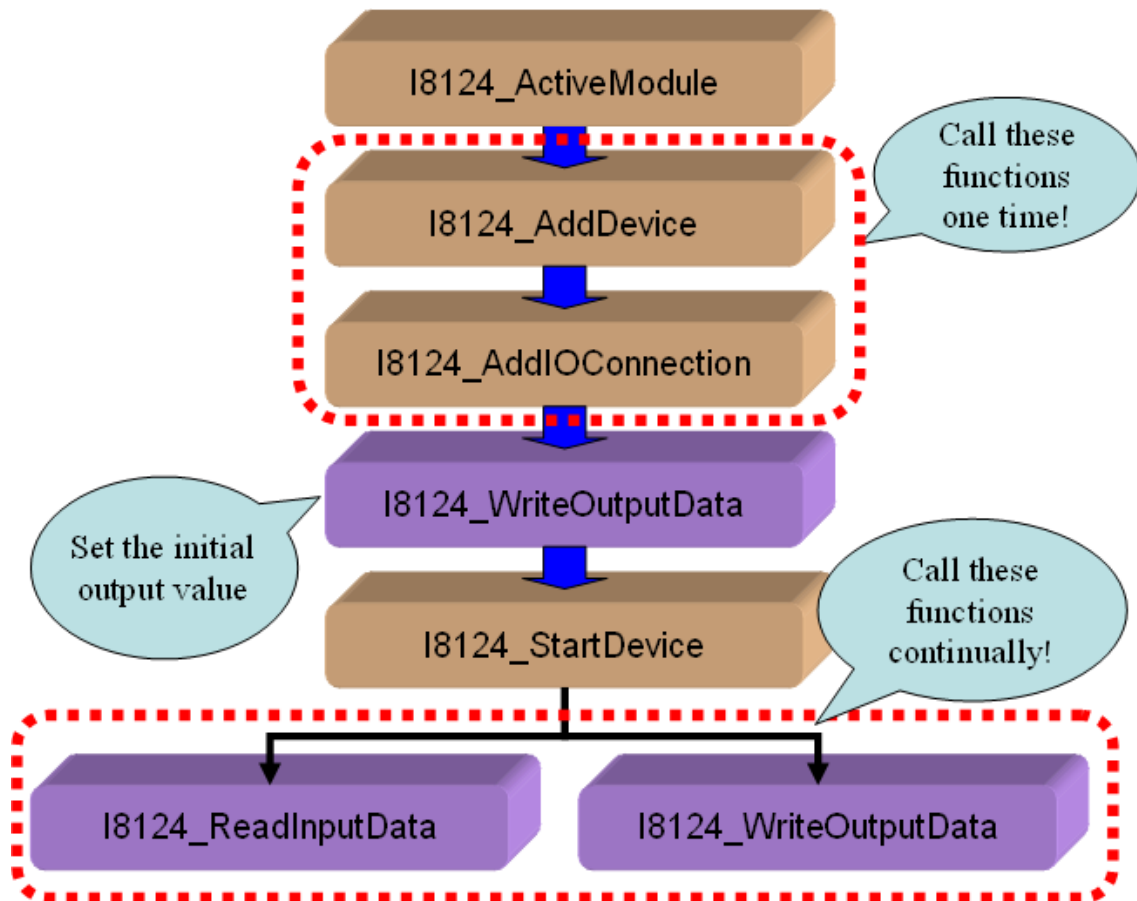 I8124_ActiveModule
Call these
functions
one time!
I8124_AddDevice
I8124_AddIOConnection
I8124_WriteOutputData
Set the initial
output value
I8124_StartDevice
Call these
functions
continually!
I8124_ReadInputData
I8124_WriteOutputData